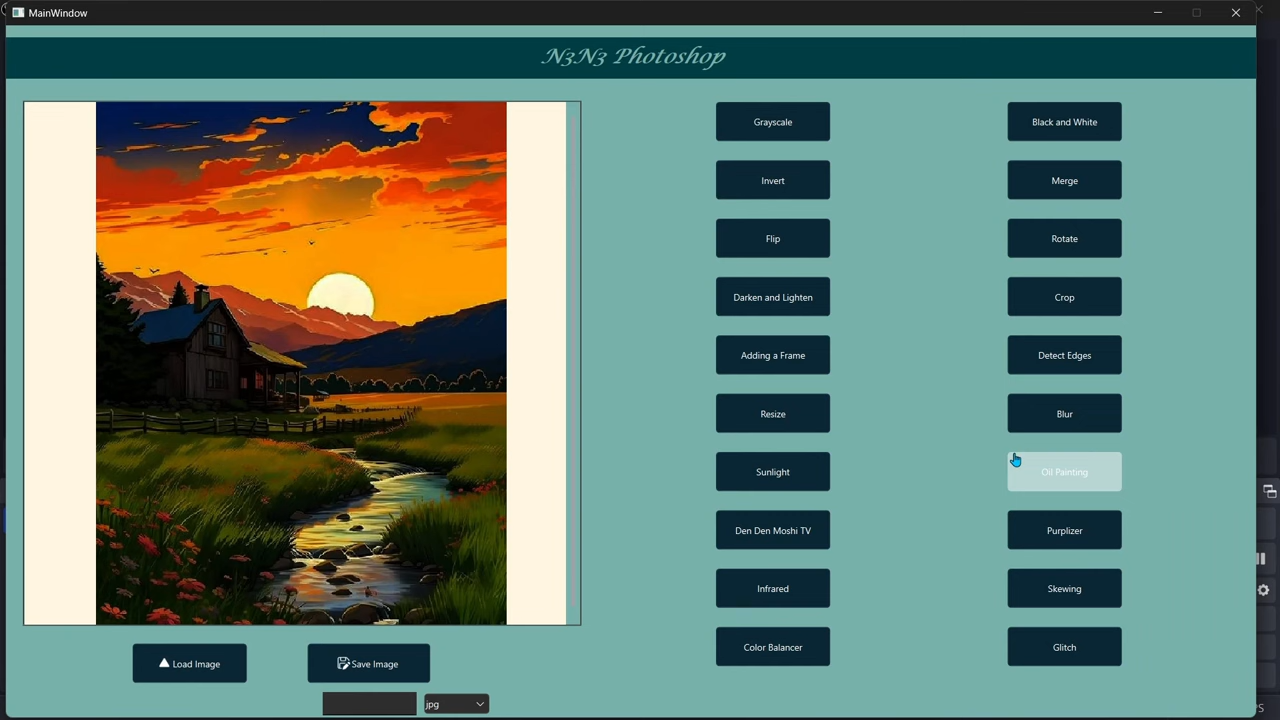 MainWindow
N3N3 Photoshop
Grayscale
Black and White
Invert
Merge
Flip
Rotate
Darken and Lighten
Crop
Adding a Frame
Detect Edges
Resize
Blur
Sunlight
Oil Painting
Den Den Moshi TV
Purplizer
Infrared
Skewing
Color Balancer
Glitch
Load Image
Save Image
jpg